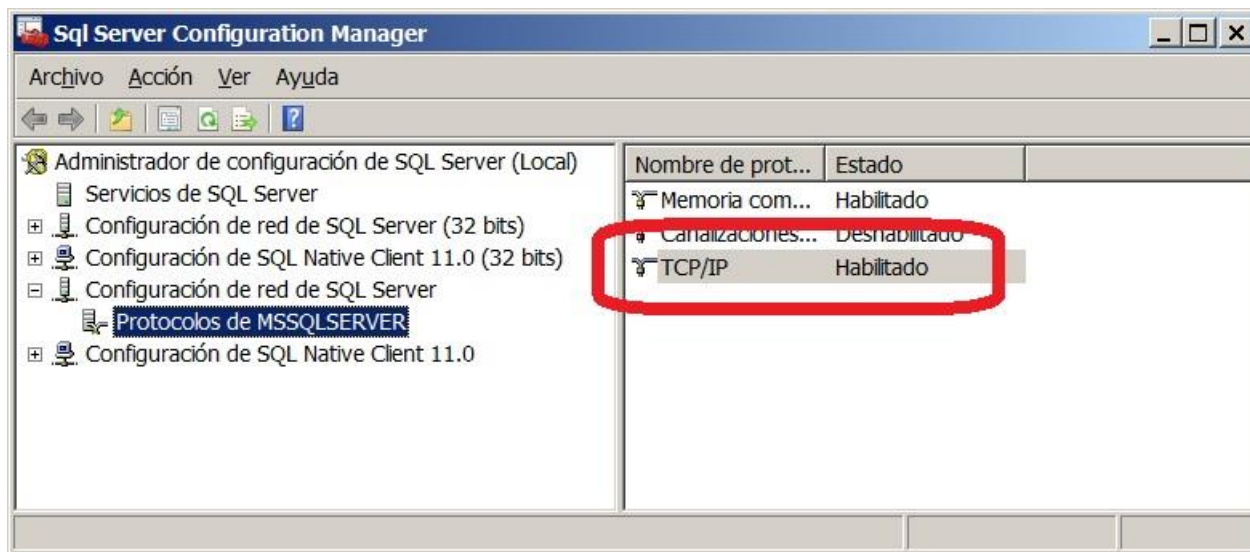 Sql Server Configuration Manager
Archivo Acción Ver Ayuda
Administrador de configuración de SQL Server (Local)
Servicios de SQL Server
Configuración de red de SQL Server (32 bits)
Configuración de SQL Native Client 11.0 (32 bits)
Configuración de red de SQL Server
Protocolos de MSSQLSERVER
Configuración de SQL Native Client 11.0
Nombre de prot... Estado
Memoria com... Habilitado
Canalizaciones... Deshabilitado
TCP/IP Habilitado